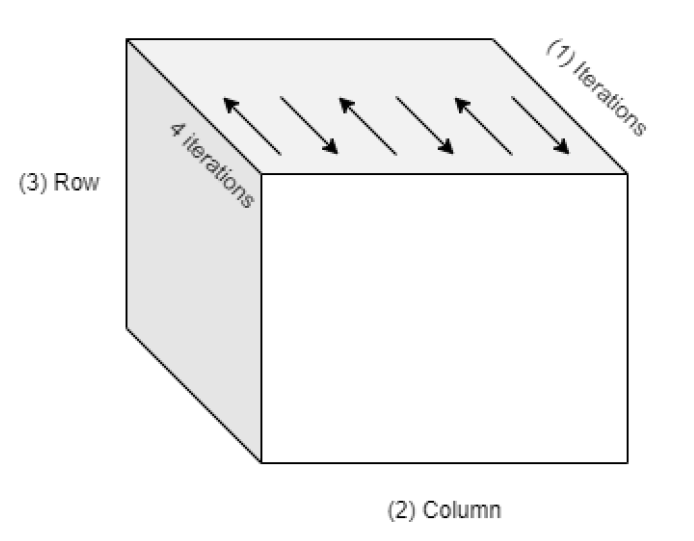 (1) Iterations
4 iterations
(3) Row
(2) Column